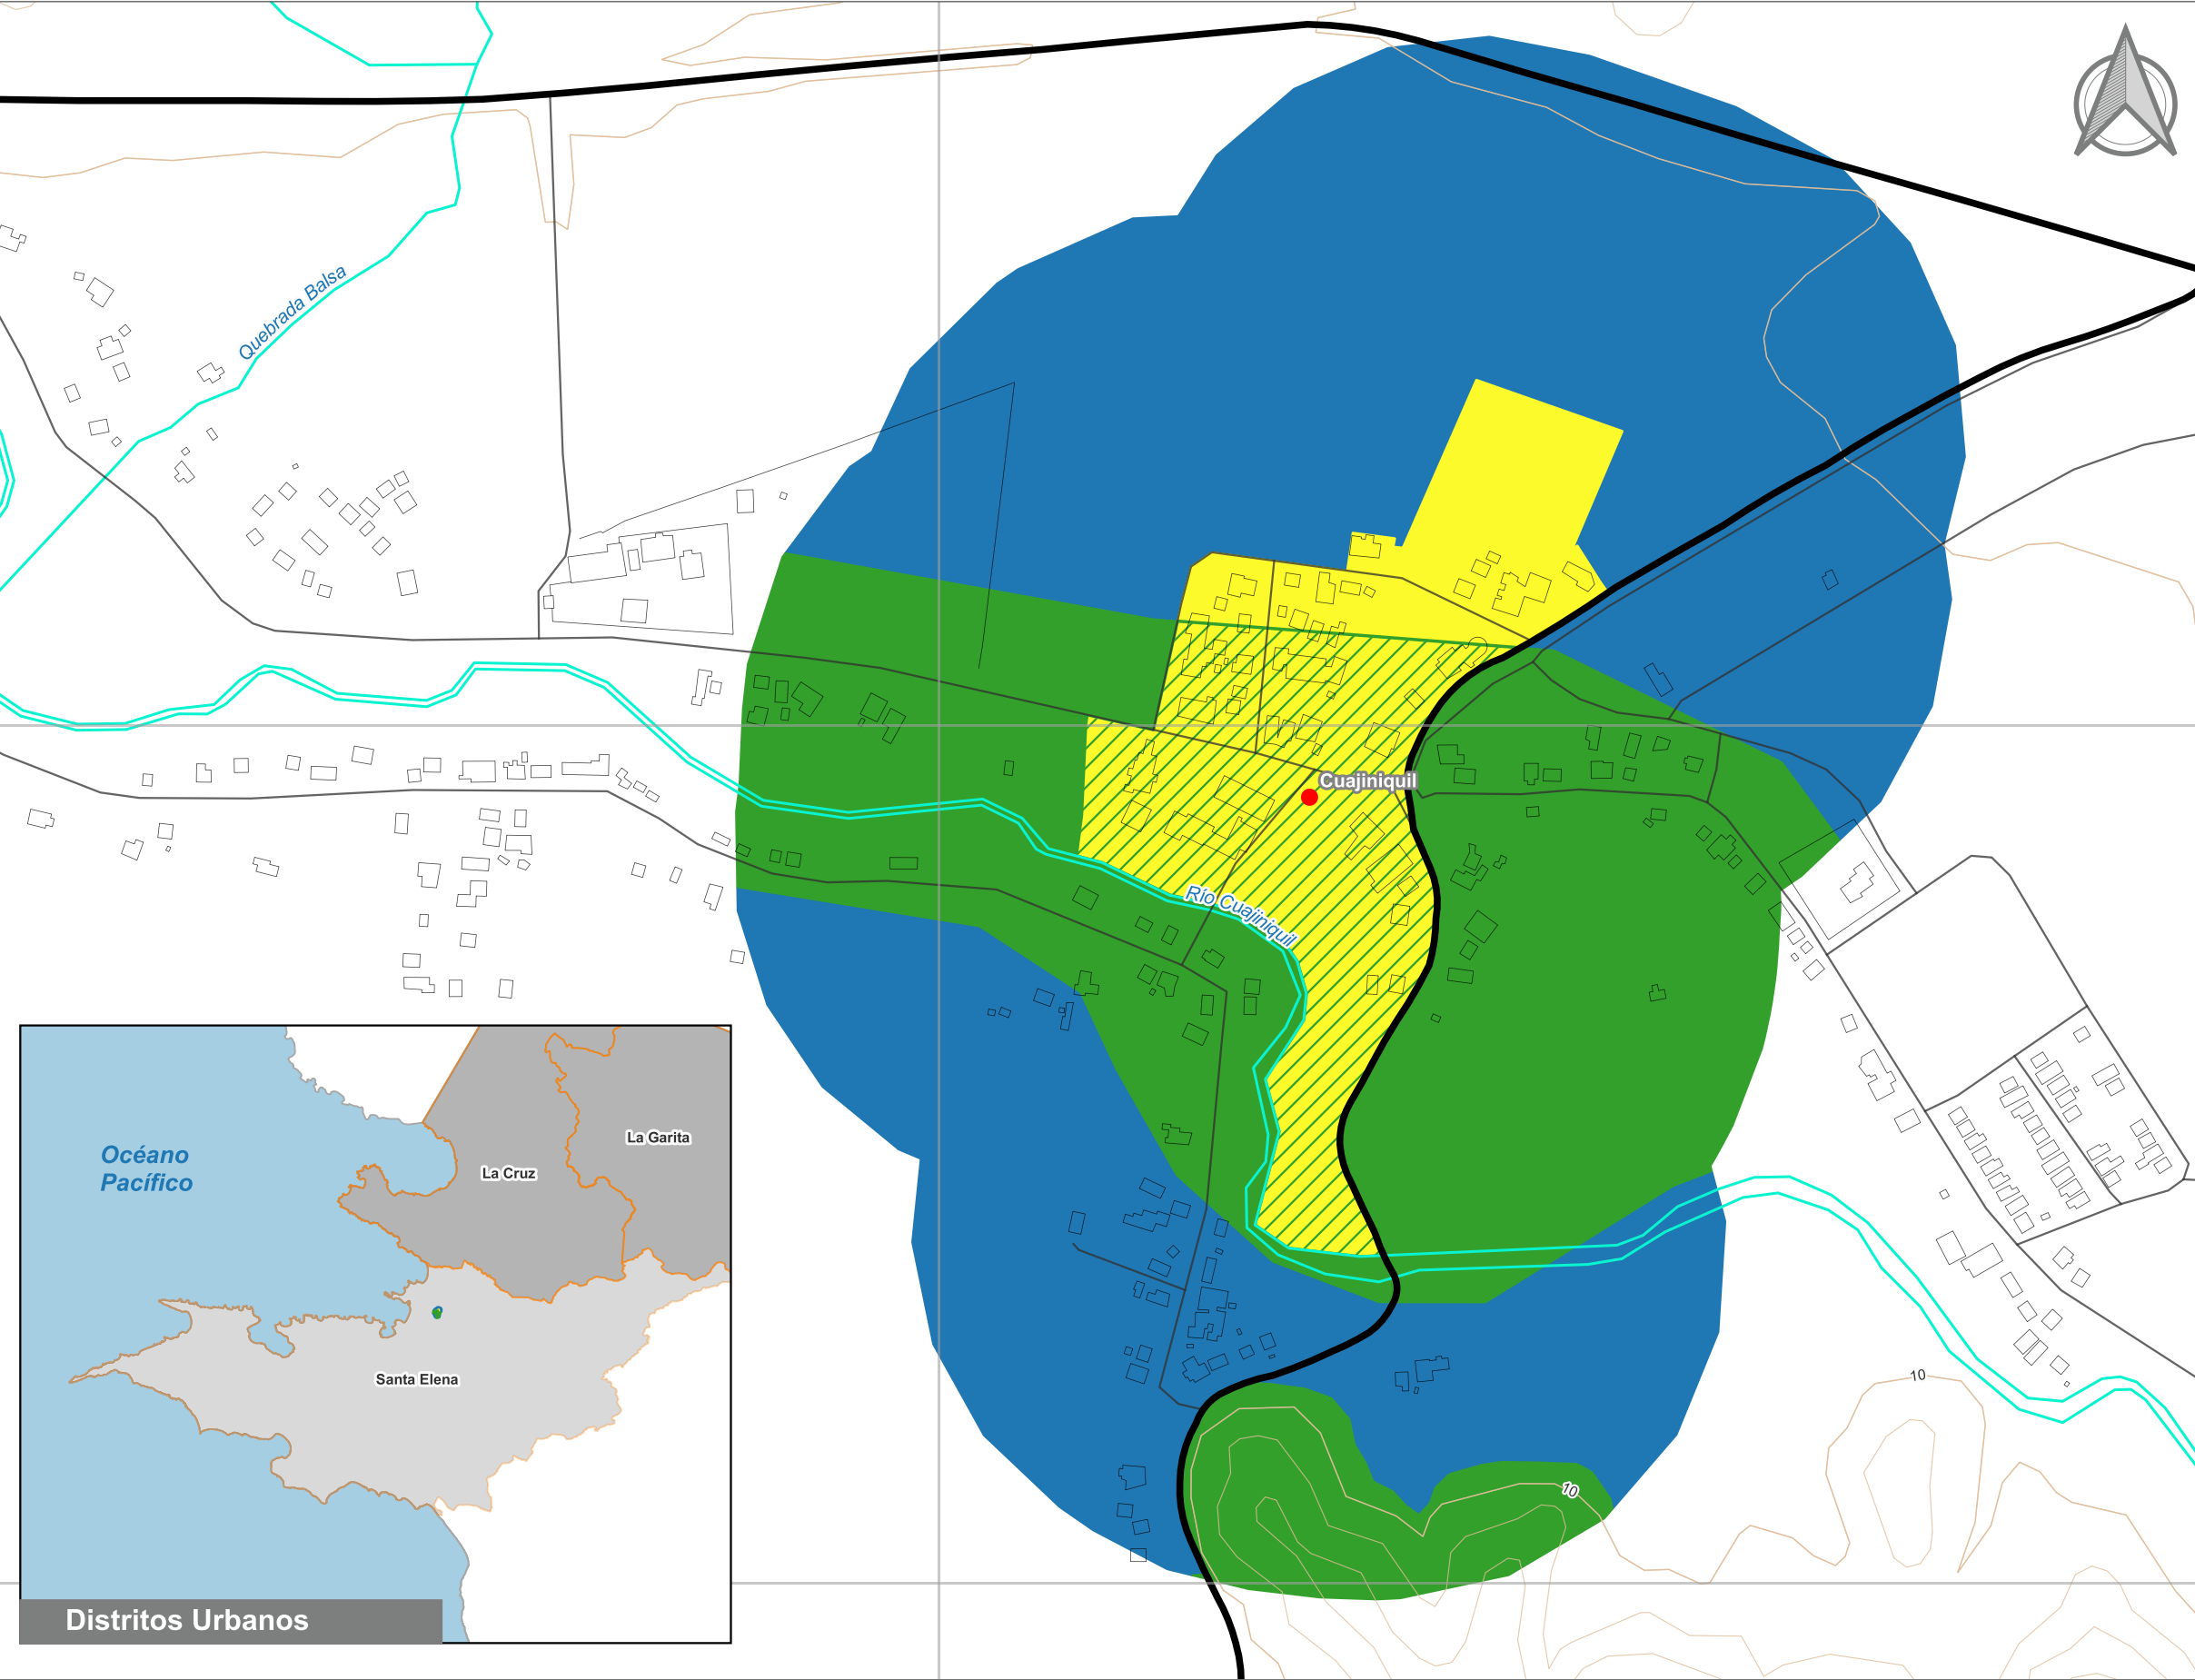 Quebrada Balsa
Cuajiniquil
Río Cuajiniquil
Océano
Pacífico
La Garita
La Cruz
Santa Elena
Distritos Urbanos
10
10